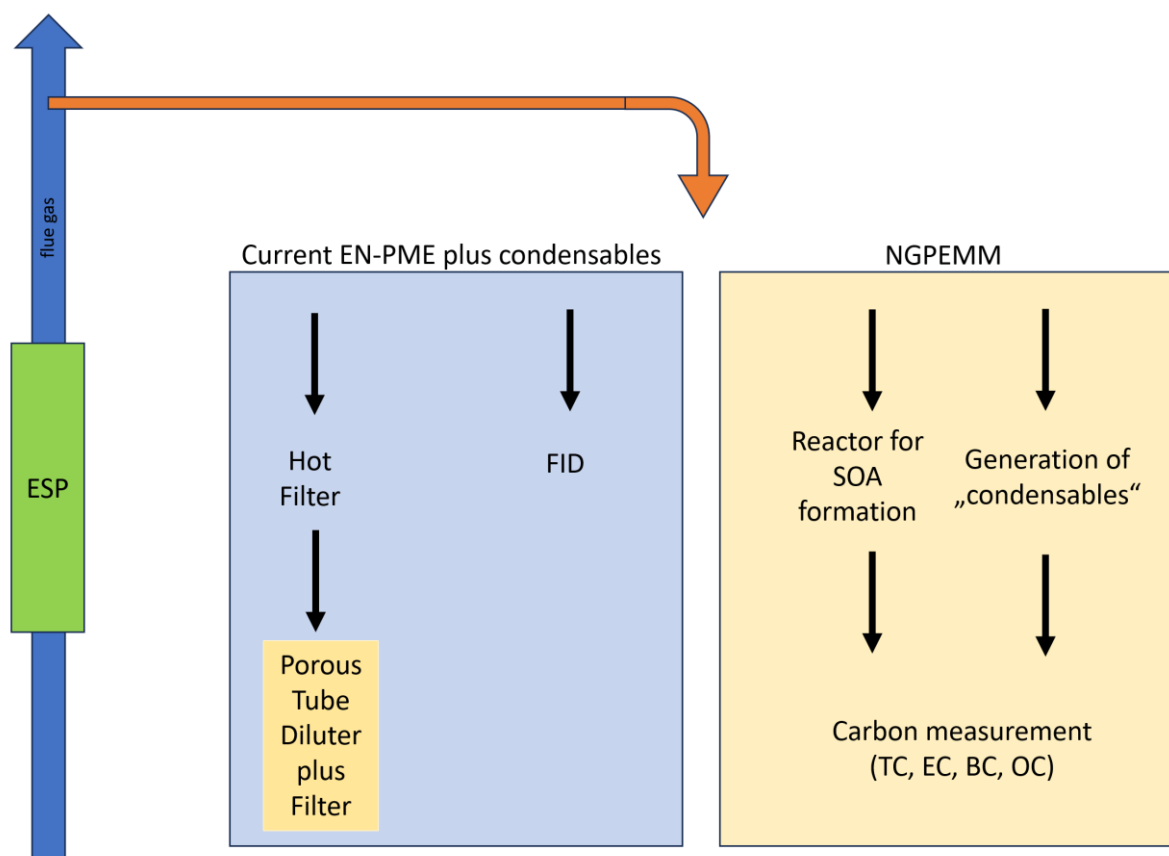 flue gas
ESP
Current EN-PME plus condensables
Hot
Filter
FID
Porous
Tube
Diluter
plus
Filter
NGPEMM
Reactor for
SOA
formation
Generation of
„condensables“
Carbon measurement
(TC, EC, BC, OC)